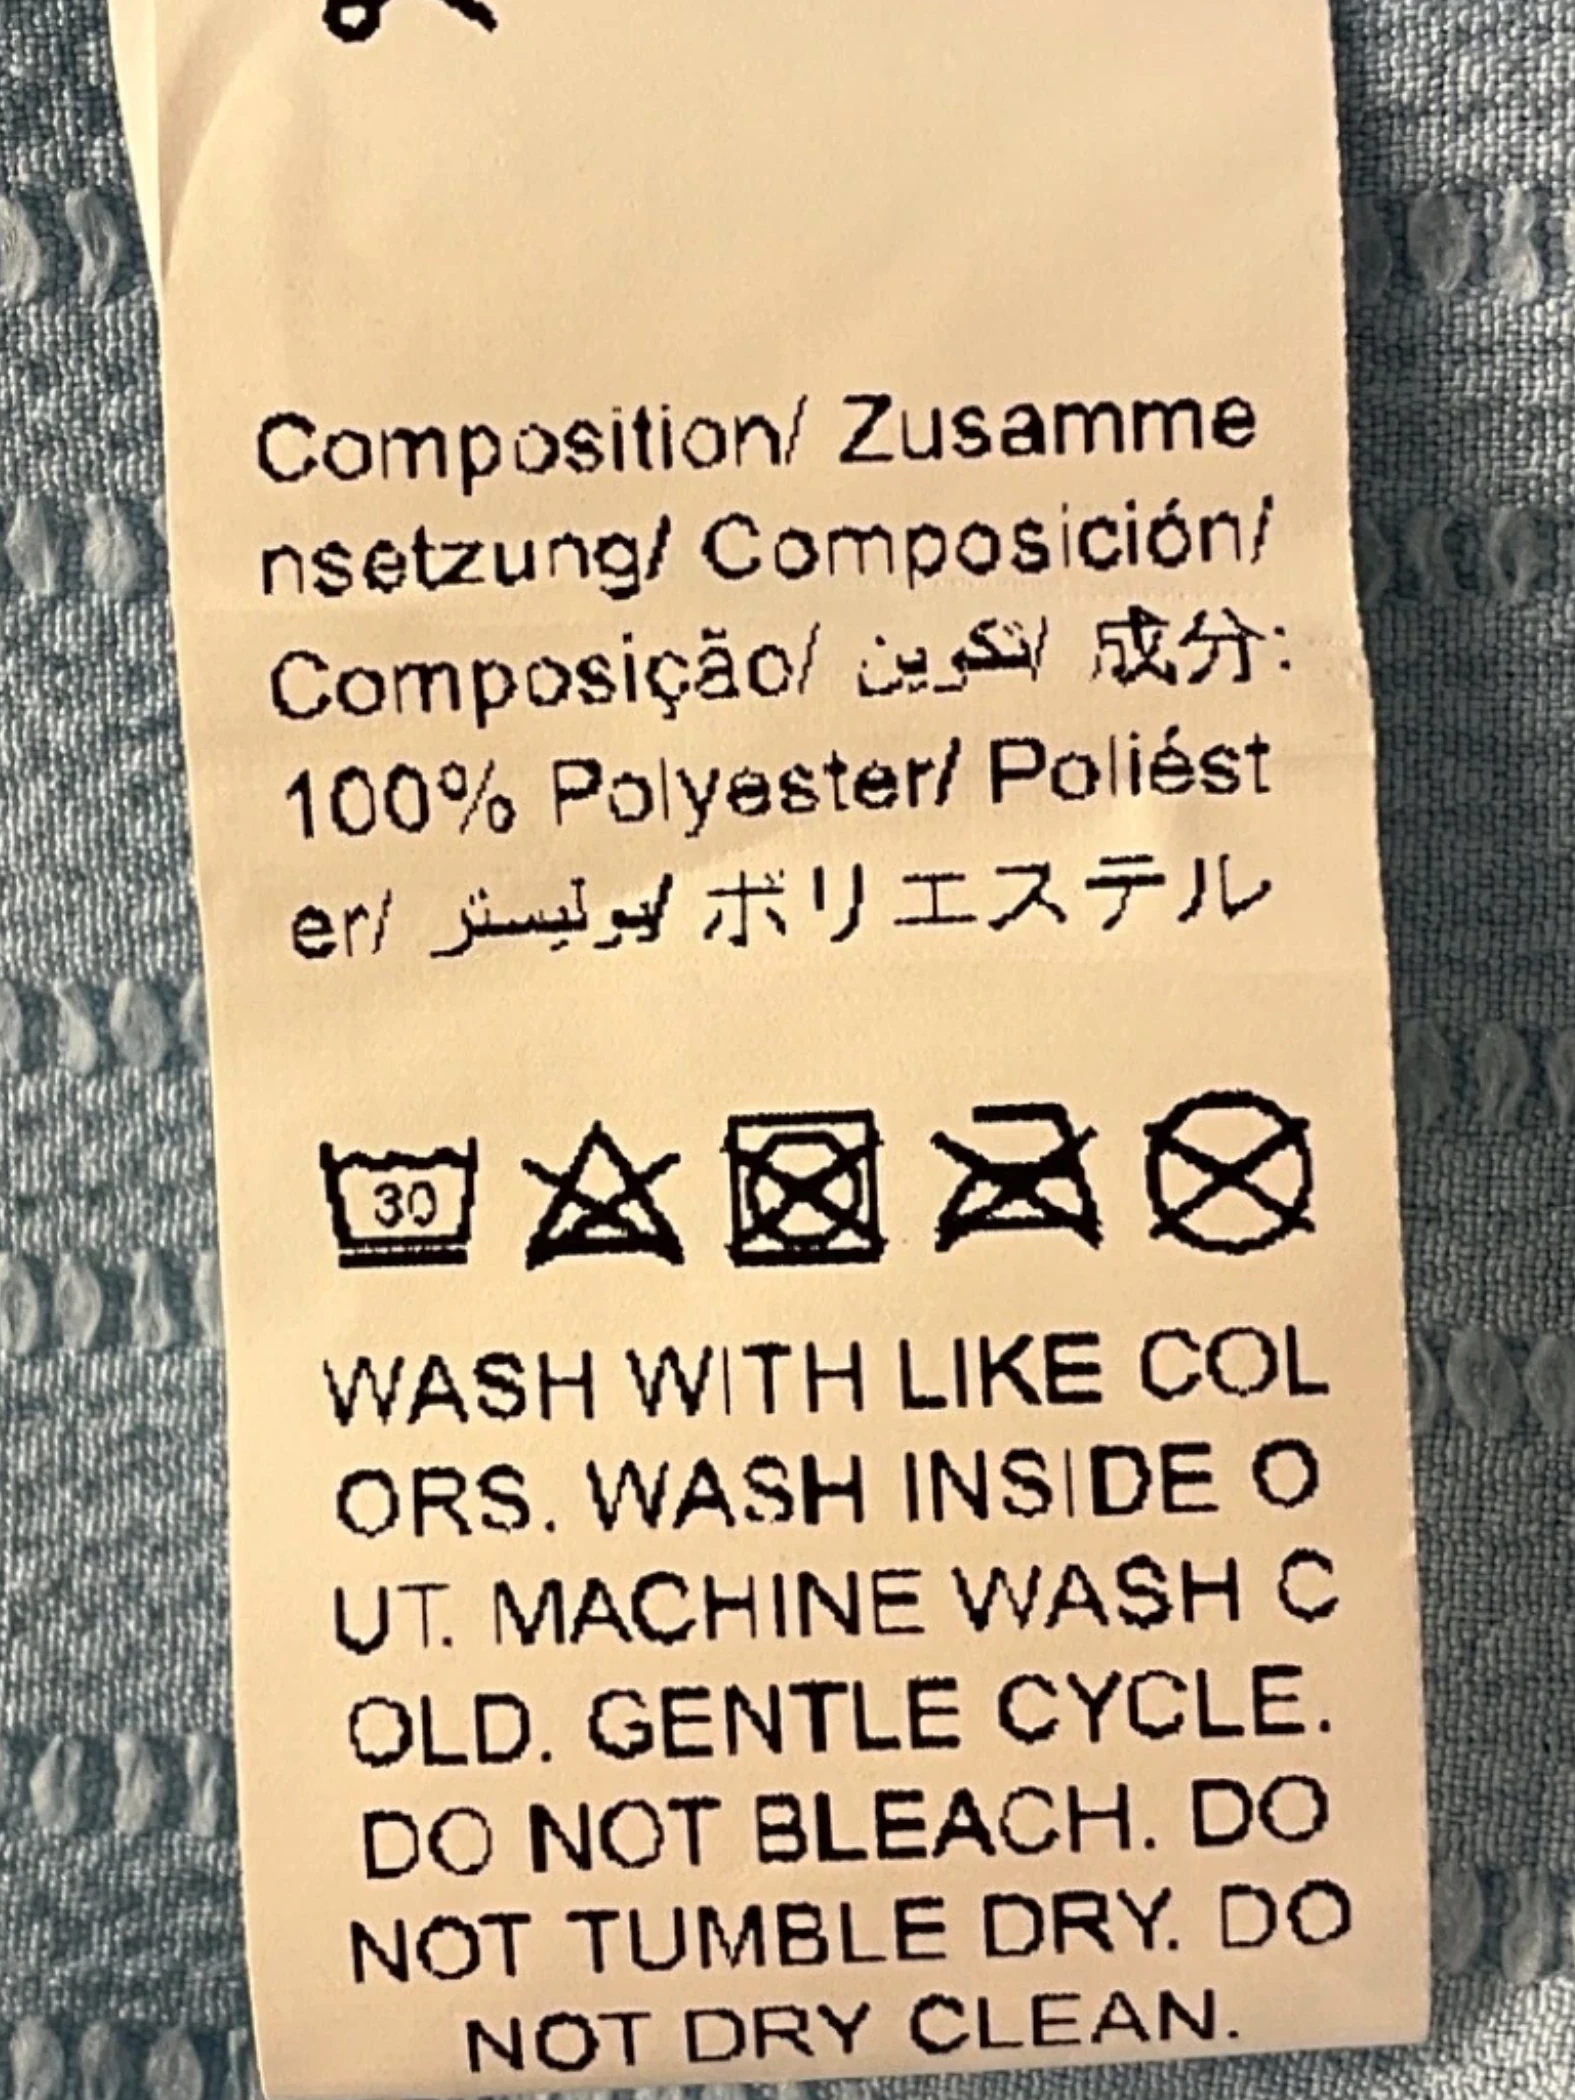 Composition/ Zusamme
nsetzung/ Composición/
Composição/ تكوين/ 成分:
100% Polyester/ Poliést
er/ بوليستر/ ポリエステル
30
WASH WITH LIKE COL
ORS. WASH INSIDE O
UT. MACHINE WASH C
OLD. GENTLE CYCLE.
DO NOT BLEACH. DO
NOT TUMBLE DRY. DO
NOT DRY CLEAN.